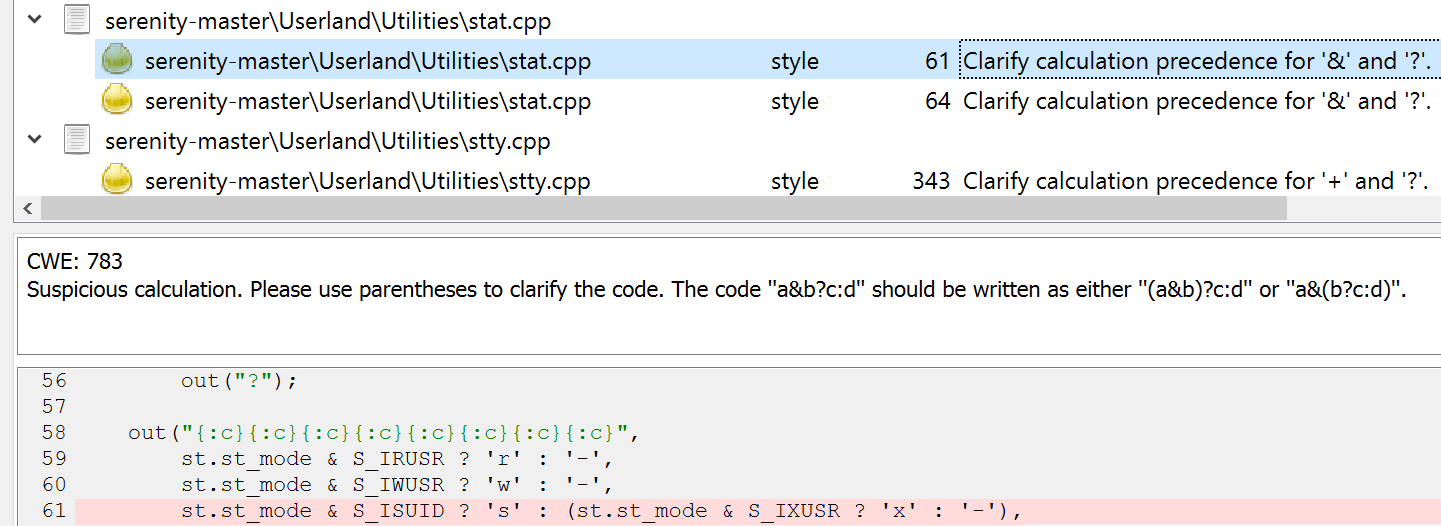 serenity-master\Userland\Utilities\stat.cpp
serenity-master\Userland\Utilities\stat.cpp style 61 Clarify calculation precedence for '&' and '?'.
serenity-master\Userland\Utilities\stat.cpp style 64 Clarify calculation precedence for '&' and '?'.
serenity-master\Userland\Utilities\stty.cpp
serenity-master\Userland\Utilities\stty.cpp style 343 Clarify calculation precedence for '+' and '?'.
CWE: 783
Suspicious calculation. Please use parentheses to clarify the code. The code "a&b?c:d" should be written as either "(a&b)?c:d" or "a&(b?c:d)".
56 out("?");
57
58 out("{:c}{:c}{:c}{:c}{:c}{:c}{:c}{:c}",
59 st.st_mode & S_IRUSR ? 'r' : '-',
60 st.st_mode & S_IWUSR ? 'w' : '-',
61 st.st_mode & S_ISUID ? 's' : (st.st_mode & S_IXUSR ? 'x' : '-'),